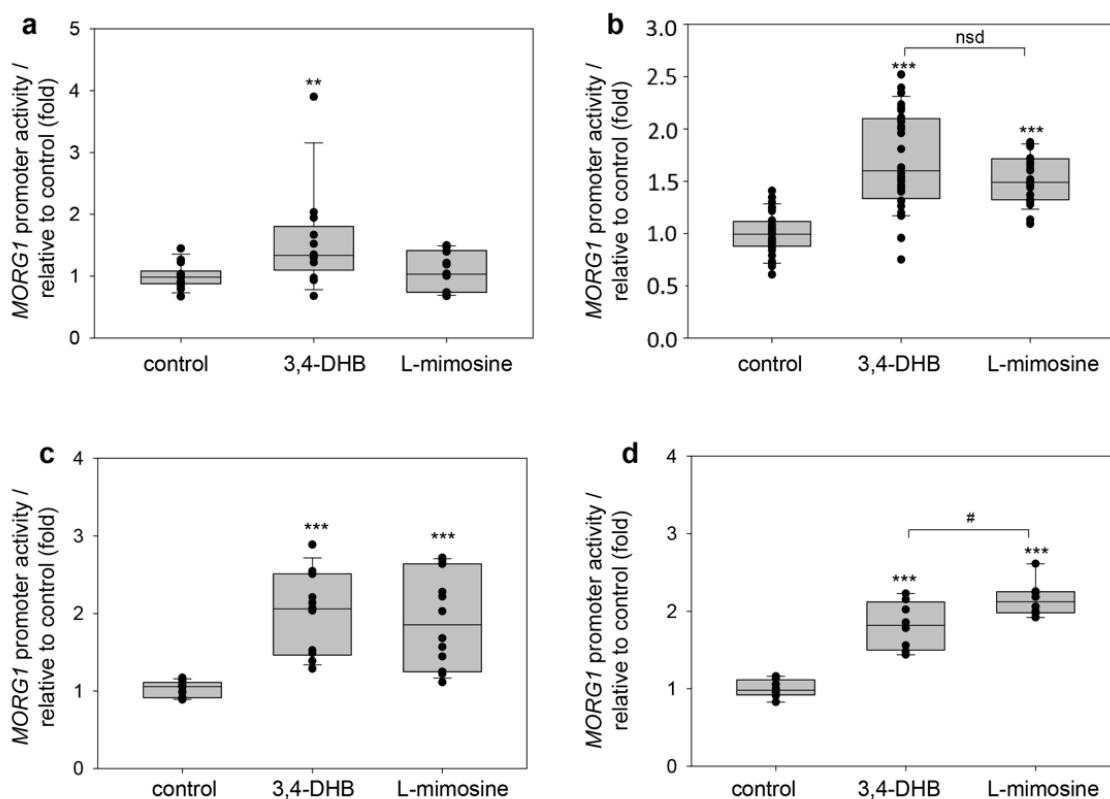 a
MORG1 promoter activity /
relative to control (fold)
5
4
3
2
1
0
**
control
3,4-DHB
L-mimosine
b
MORG1 promoter activity /
relative to control (fold)
3.0
2.5
2.0
1.5
1.0
0.5
0.0
nsd
***
***
control
3,4-DHB
L-mimosine
c
MORG1 promoter activity /
relative to control (fold)
4
3
2
1
0
***
***
control
3,4-DHB
L-mimosine
d
MORG1 promoter activity /
relative to control (fold)
4
3
2
1
0
#
***
***
control
3,4-DHB
L-mimosine